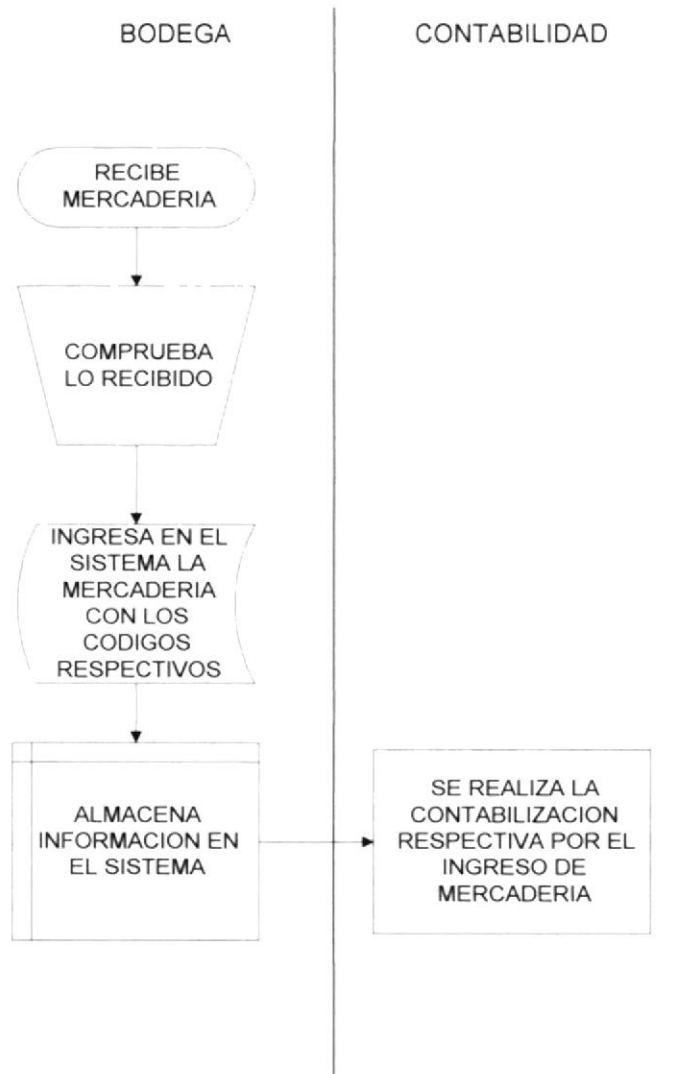 BODEGA
CONTABILIDAD
RECIBE
MERCADERIA
COMPRUEBA
LO RECIBIDO
INGRESA EN EL
SISTEMA LA
MERCADERIA
CON LOS
CODIGOS
RESPECTIVOS
ALMACENA
INFORMACION EN
EL SISTEMA
SE REALIZA LA
CONTABILIZACION
RESPECTIVA POR EL
INGRESO DE
MERCADERIA